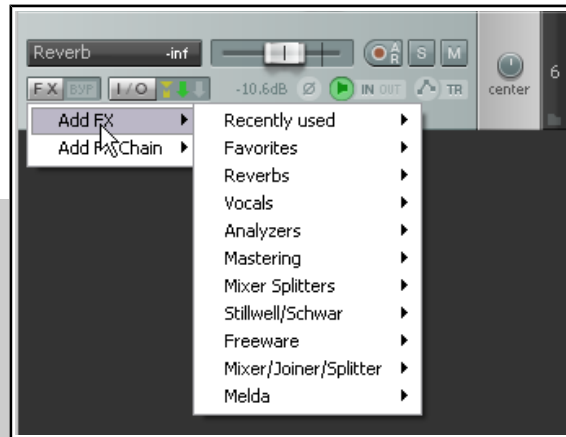 Reverb -inf A R S M
FX BYP I/O -10.6dB Ø IN OUT TR center 6
Add FX
Add FX Chain
Recently used
Favorites
Reverbs
Vocals
Analyzers
Mastering
Mixer Splitters
Stillwell/Schwar
Freeware
Mixer/Joiner/Splitter
Melda